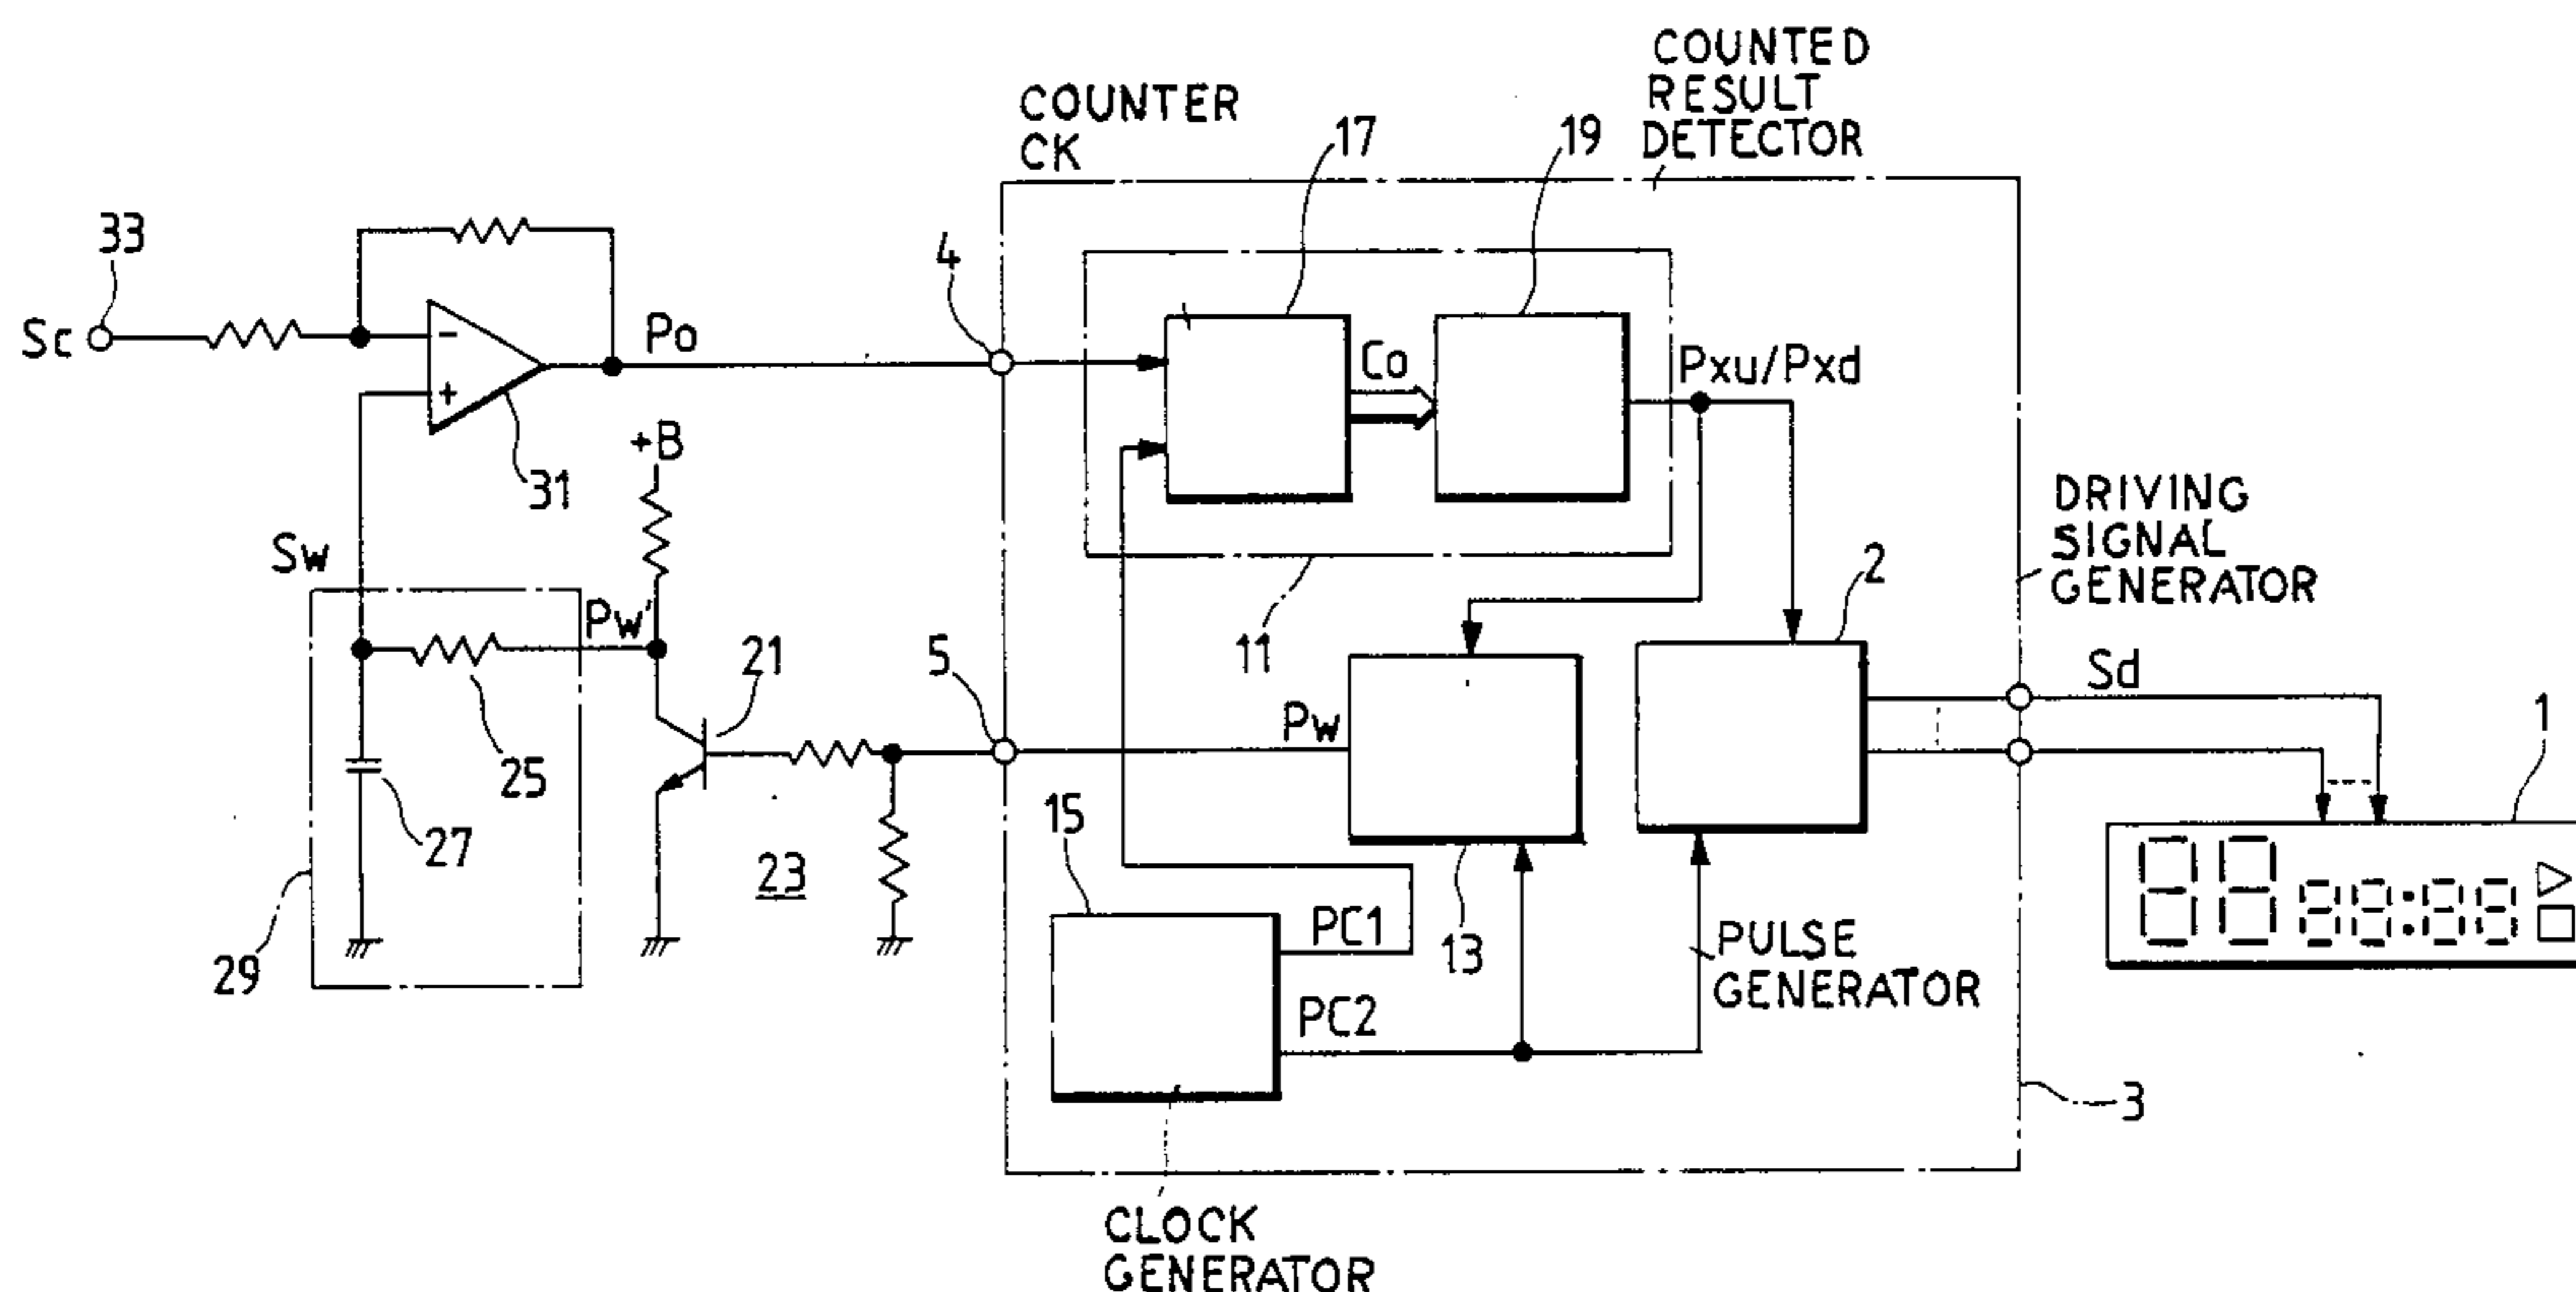 COUNTED
RESULT
DETECTOR
COUNTER
CK
17
19
33
4
Sc
-
Po
Co
Pxu/Pxd
+
+B
31
DRIVING
SIGNAL
GENERATOR
Sw
2
Pw'
21
5
11
Sd
Pw
1
25
15
27
23
PC1
13
PULSE
GENERATOR
29
PC2
3
CLOCK
GENERATOR